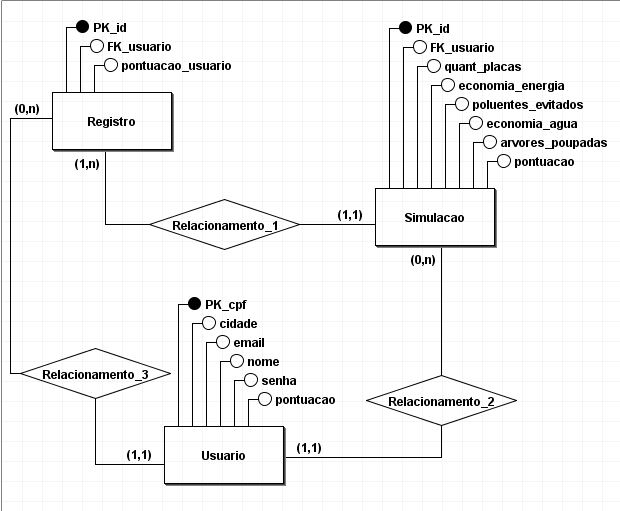 PK_id
FK_usuario
pontuacao_usuario
(0,n)
Registro
(1,n)
PK_id
FK_usuario
quant_placas
economia_energia
poluentes_evitados
economia_agua
arvores_poupadas
pontuacao
Relacionamento_1
(1,1)
Simulacao
(0,n)
PK_cpf
cidade
email
nome
senha
pontuacao
Relacionamento_3
Relacionamento_2
(1,1)
Usuario
(1,1)